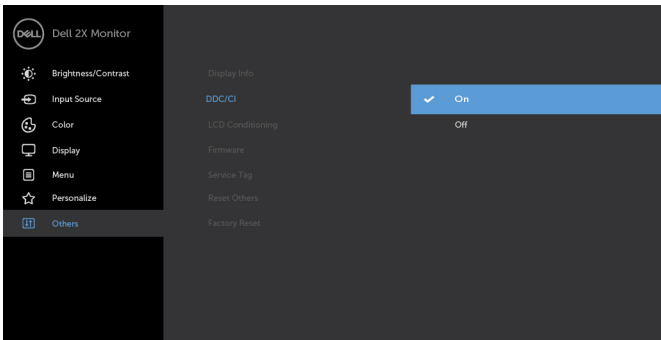 DELL
Dell 2X Monitor
Brightness/Contrast
Input Source
Color
Display
Menu
Personalize
Others
Display Info
DDC/CI
LCD Conditioning
Firmware
Service Tag
Reset Others
Factory Reset
On
Off